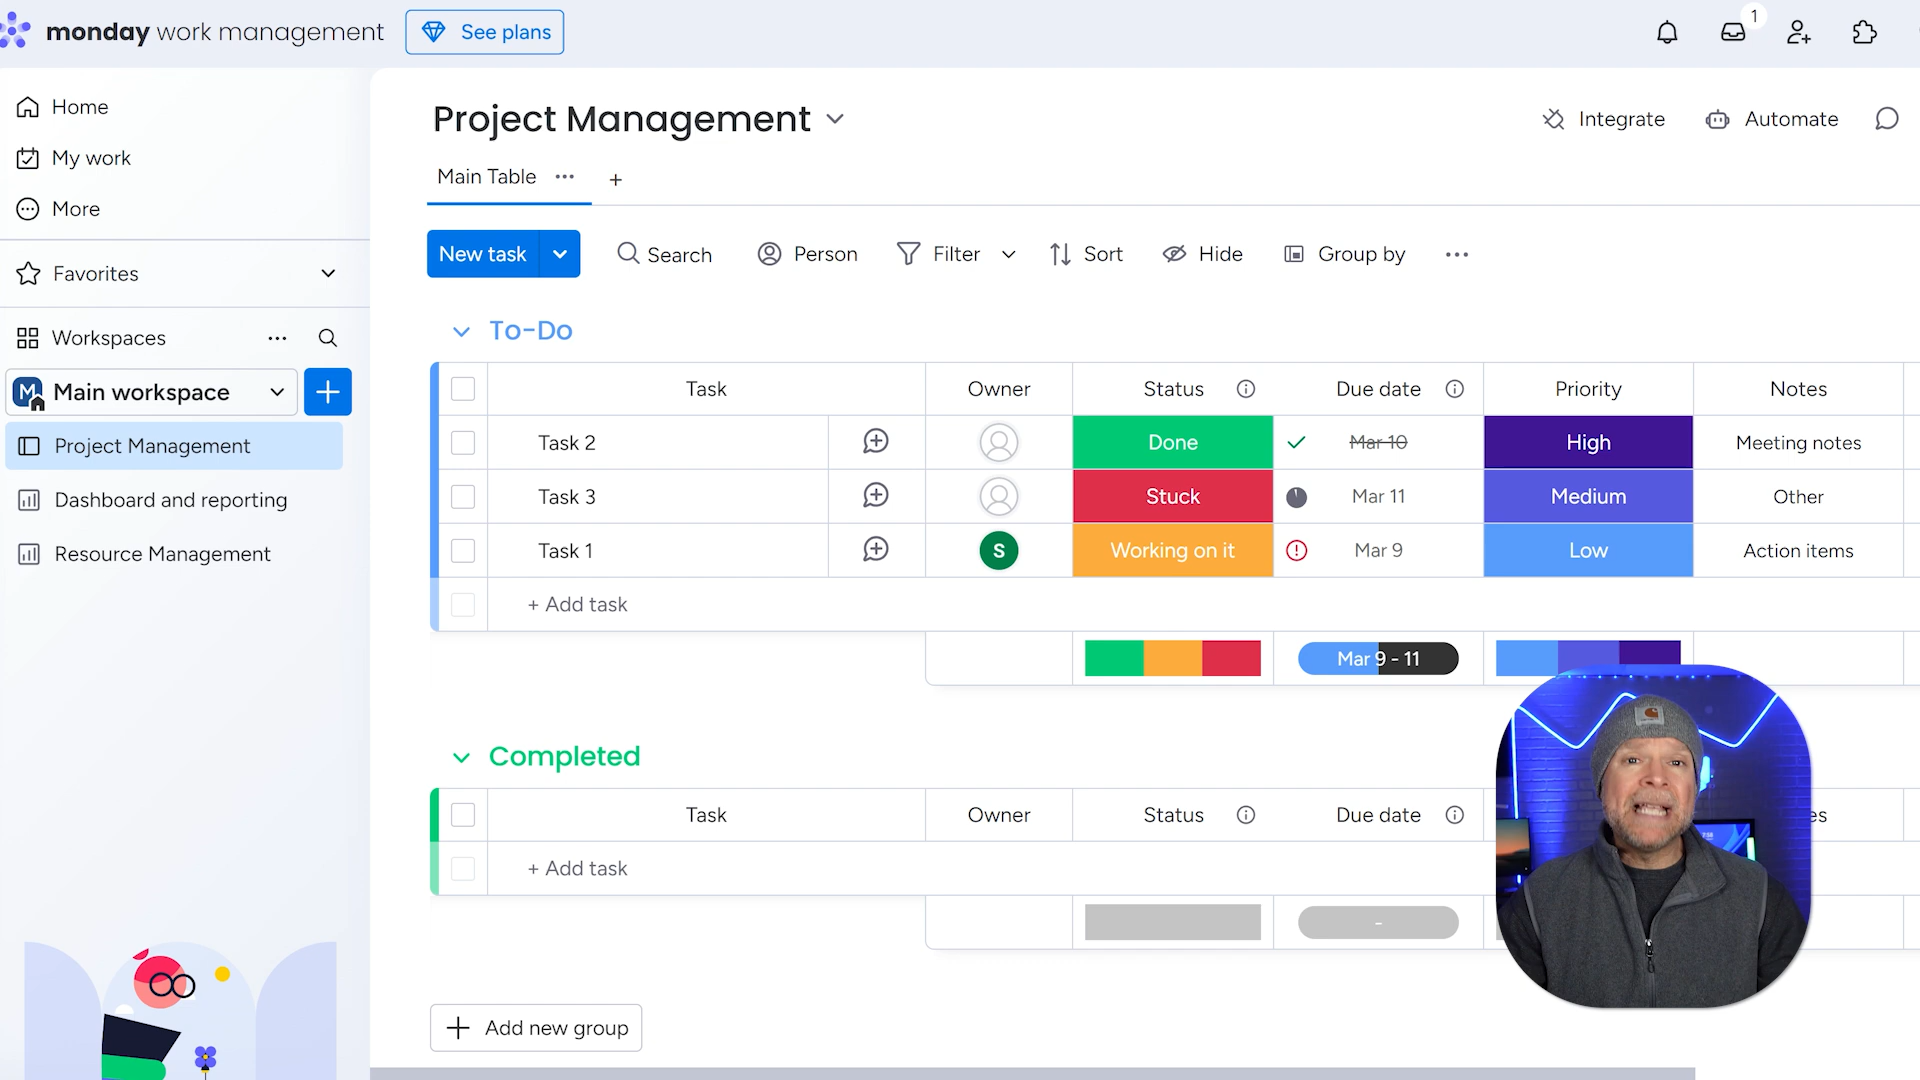 monday work management
See plans
1
Home
My work
More
Favorites
Workspaces
M
Main workspace
Project Management
Dashboard and reporting
Resource Management
Project Management
Integrate
Automate
Main Table
New task
Search
Person
Filter
Sort
Hide
Group by
To-Do
Task Owner Status Due date Priority Notes
Task 2 Done Mar 10 High Meeting notes
Task 3 Stuck Mar 11 Medium Other
Task 1 S Working on it Mar 9 Low Action items
+ Add task
Mar 9 - 11
Completed
Task Owner Status Due date es
+ Add task
-
+ Add new group